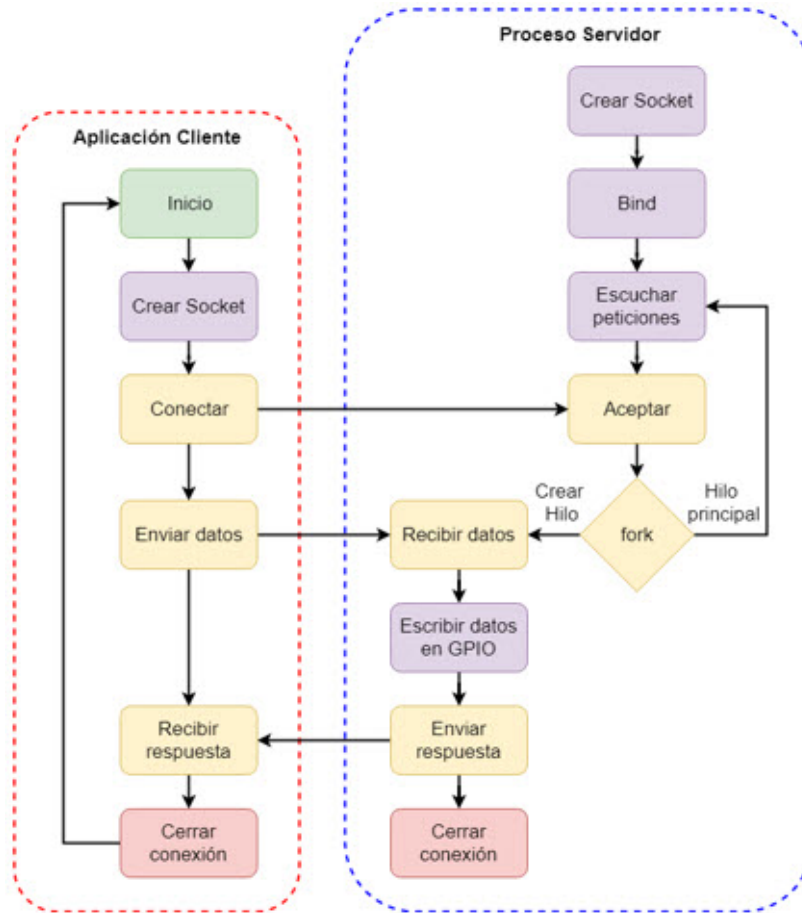 Proceso Servidor
Crear Socket
Aplicación Cliente
Inicio
Bind
Crear Socket
Escuchar
peticiones
Conectar
Aceptar
Crear
Hilo
Hilo
principal
Enviar datos
Recibir datos
fork
Escribir datos
en GPIO
Recibir
respuesta
Enviar
respuesta
Cerrar
conexión
Cerrar
conexión